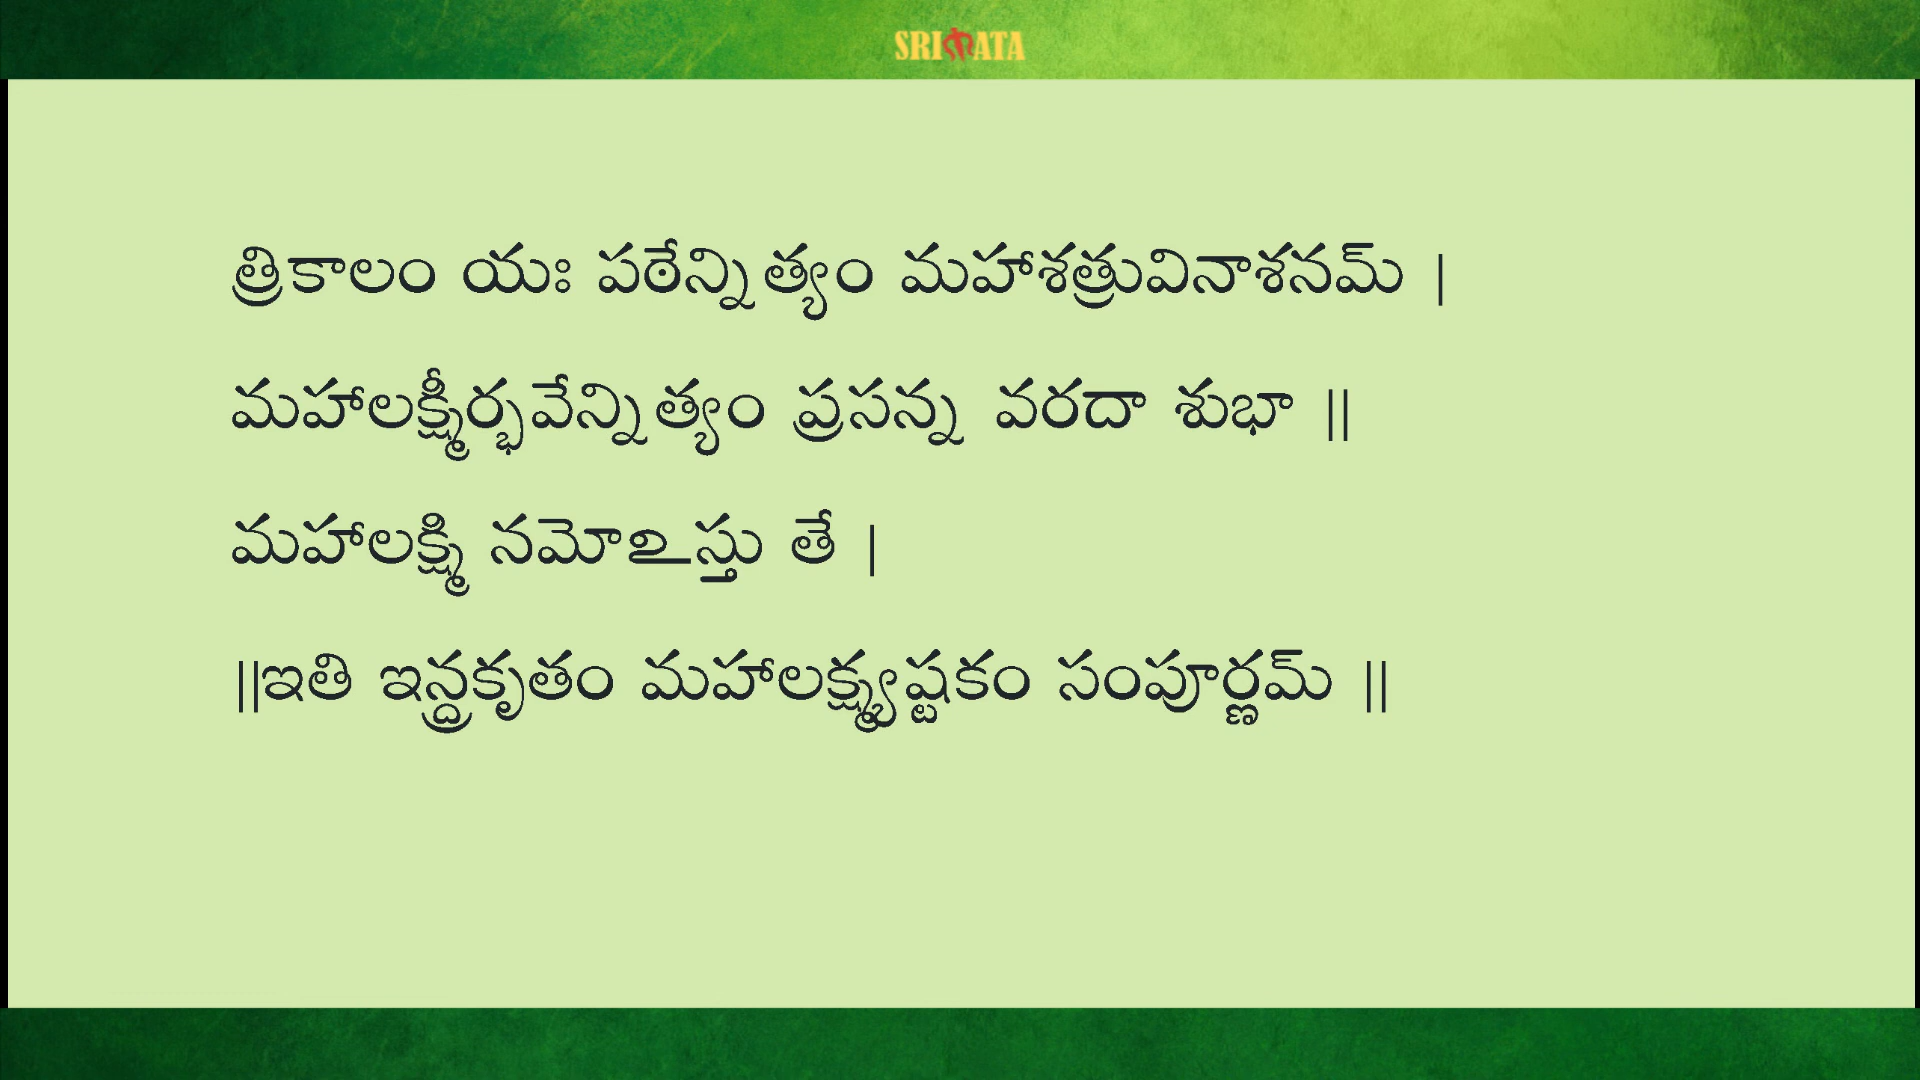 SRIMATA
త్రికాలం యః పఠేన్నిత్యం మహాశత్రువినాశనమ్ |
మహాలక్ష్మీర్భవేన్నిత్యం ప్రసన్న వరదా శుభా ||
మహాలక్ష్మి నమోఽస్తు తే |
||ఇతి ఇన్ద్రకృతం మహాలక్ష్మ్యష్టకం సంపూర్ణమ్ ||